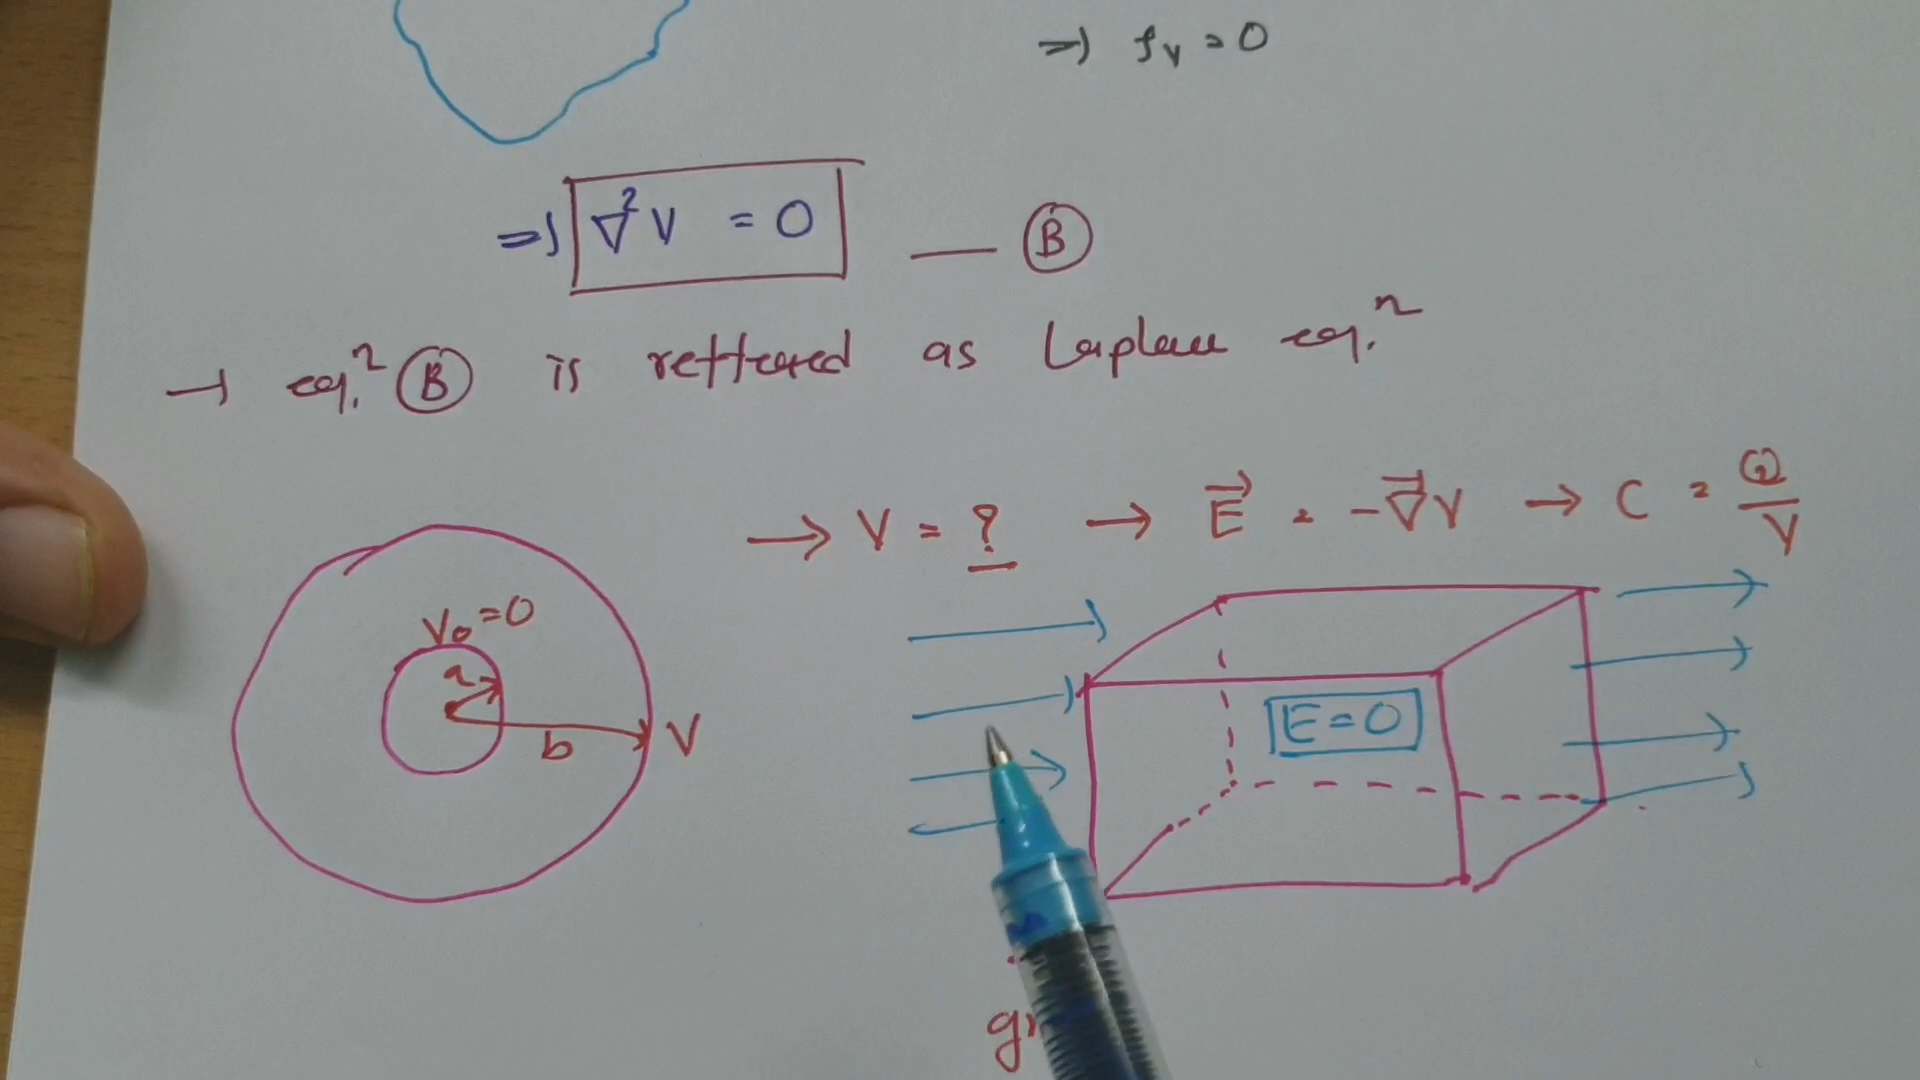 => ρv = 0
=> ∇²V = 0 — B
→ eq.ⁿ B is reffered as Laplace eq.ⁿ
→ V = ? → E⃗ = -∇⃗V → C = Q/V
V₀ = 0
a
b
V
E = 0